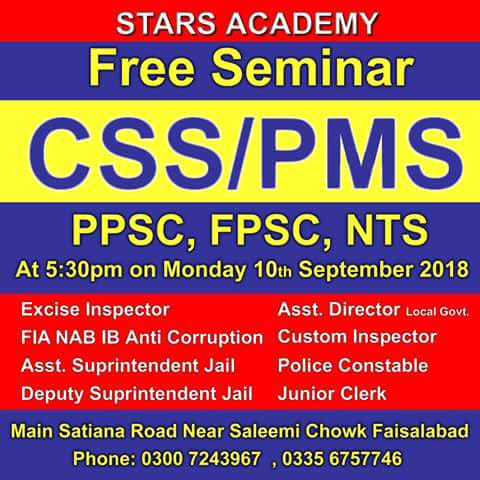 STARS ACADEMY
Free Seminar
CSS/PMS
PPSC, FPSC, NTS
At 5:30pm on Monday 10th September 2018
Excise Inspector
FIA NAB IB Anti Corruption
Asst. Suprintendent Jail
Deputy Suprintendent Jail
Asst. Director Local Govt.
Custom Inspector
Police Constable
Junior Clerk
Main Satiana Road Near Saleemi Chowk Faisalabad
Phone: 0300 7243967 , 0335 6757746